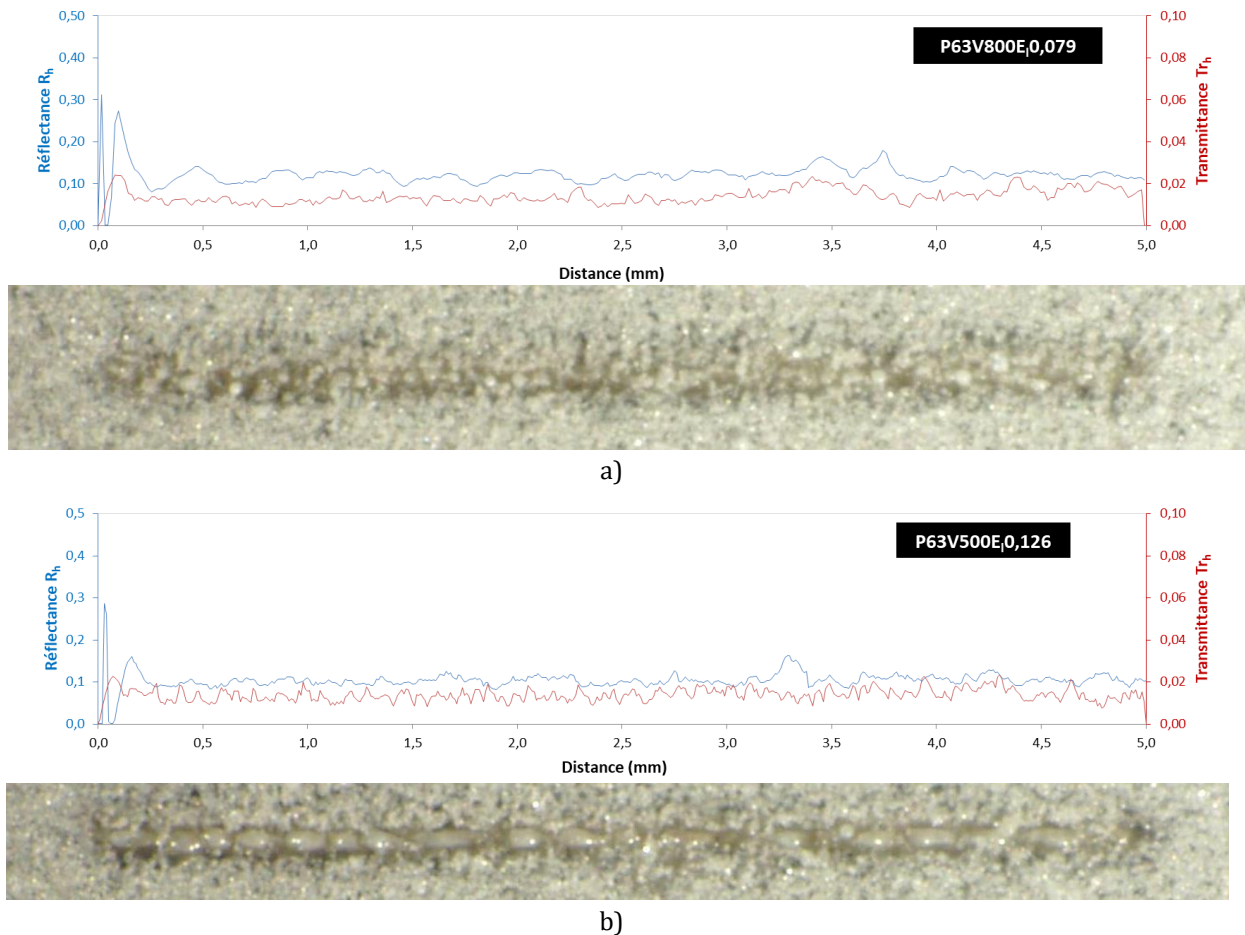 0,50
0,40
0,30
0,20
0,10
0,00
Réflectance Rh
P63V800Ej0,079
0,10
0,08
0,06
0,04
0,02
0,00
Transmittance Trh
0,0 0,5 1,0 1,5 2,0 2,5 3,0 3,5 4,0 4,5 5,0
Distance (mm)
a)
0,5
0,4
0,3
0,2
0,1
0,0
Réflectance Rh
P63V500Ej0,126
0,10
0,08
0,06
0,04
0,02
0,00
Transmittance Trh
0,0 0,5 1,0 1,5 2,0 2,5 3,0 3,5 4,0 4,5 5,0
Distance (mm)
b)